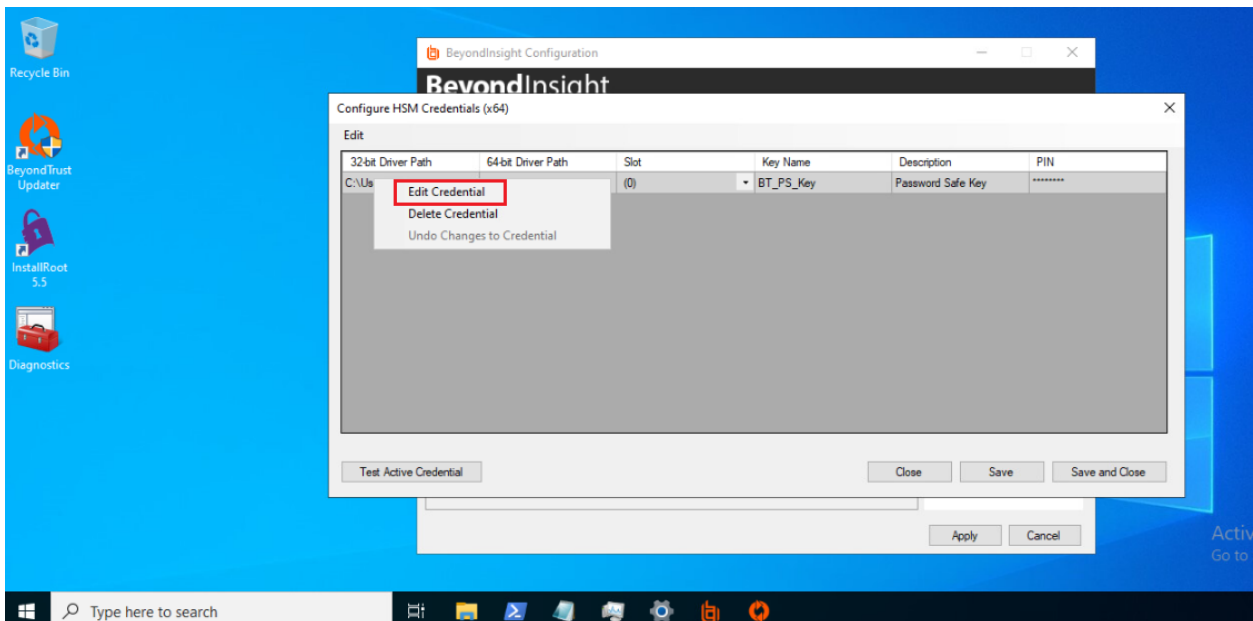 Recycle Bin
BeyondTrust
Updater
InstallRoot
5.5
Diagnostics
BeyondInsight Configuration
BeyondInsight
Configure HSM Credentials (x64)
Edit
32-bit Driver Path 64-bit Driver Path Slot Key Name Description PIN
C:\Us (0) BT_PS_Key Password Safe Key ********
Edit Credential
Delete Credential
Undo Changes to Credential
Test Active Credential Close Save Save and Close
Apply Cancel
Activ
Go to
Type here to search